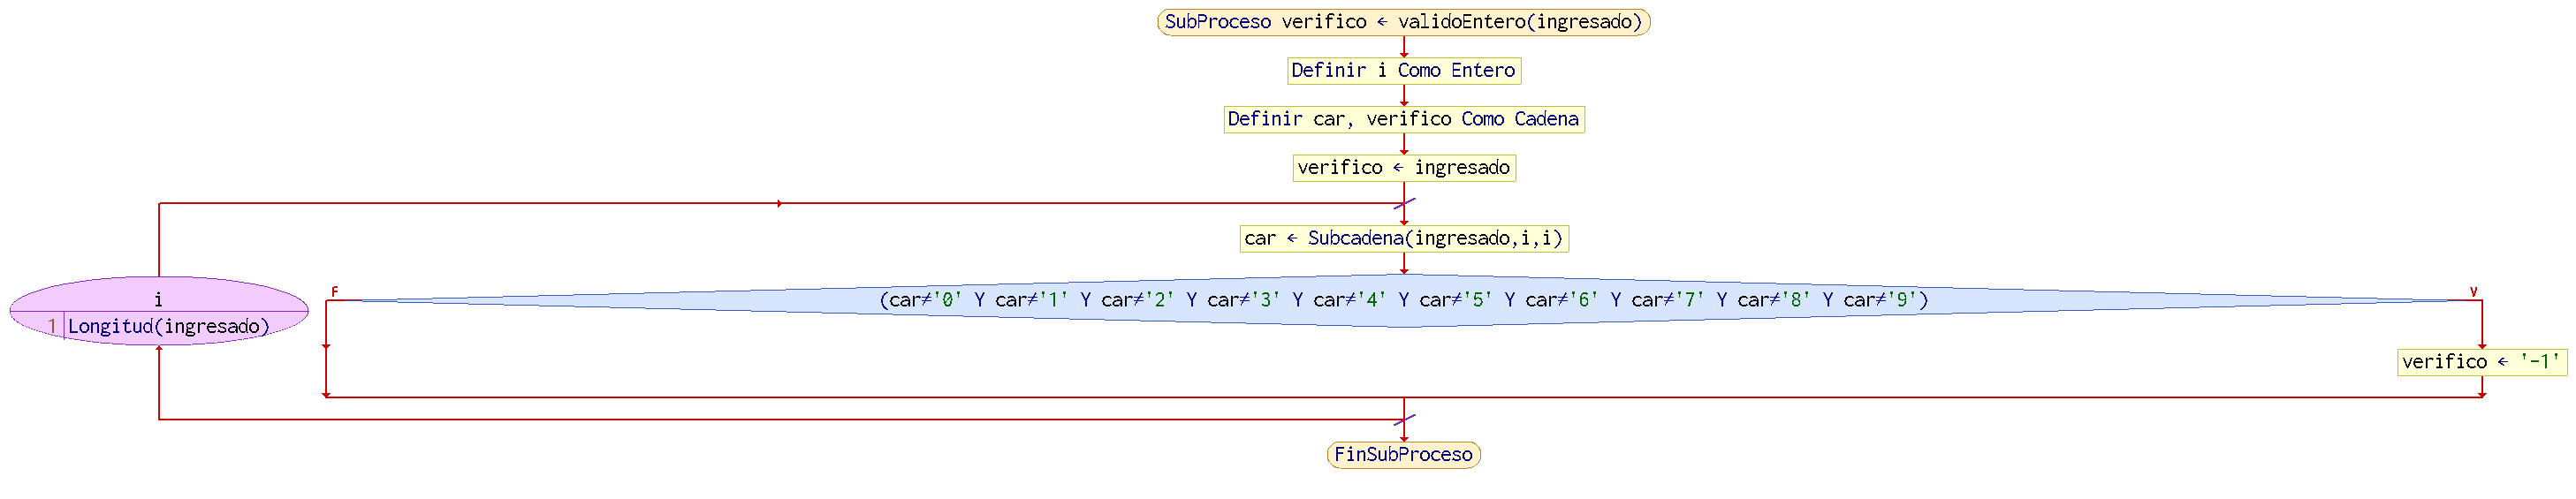 SubProceso verifico ← validoEntero(ingresado)
Definir i Como Entero
Definir car, verifico Como Cadena
verifico ← ingresado
car ← Subcadena(ingresado,i,i)
i
1 Longitud(ingresado)
F
(car≠'0' Y car≠'1' Y car≠'2' Y car≠'3' Y car≠'4' Y car≠'5' Y car≠'6' Y car≠'7' Y car≠'8' Y car≠'9')
V
verifico ← '-1'
FinSubProceso